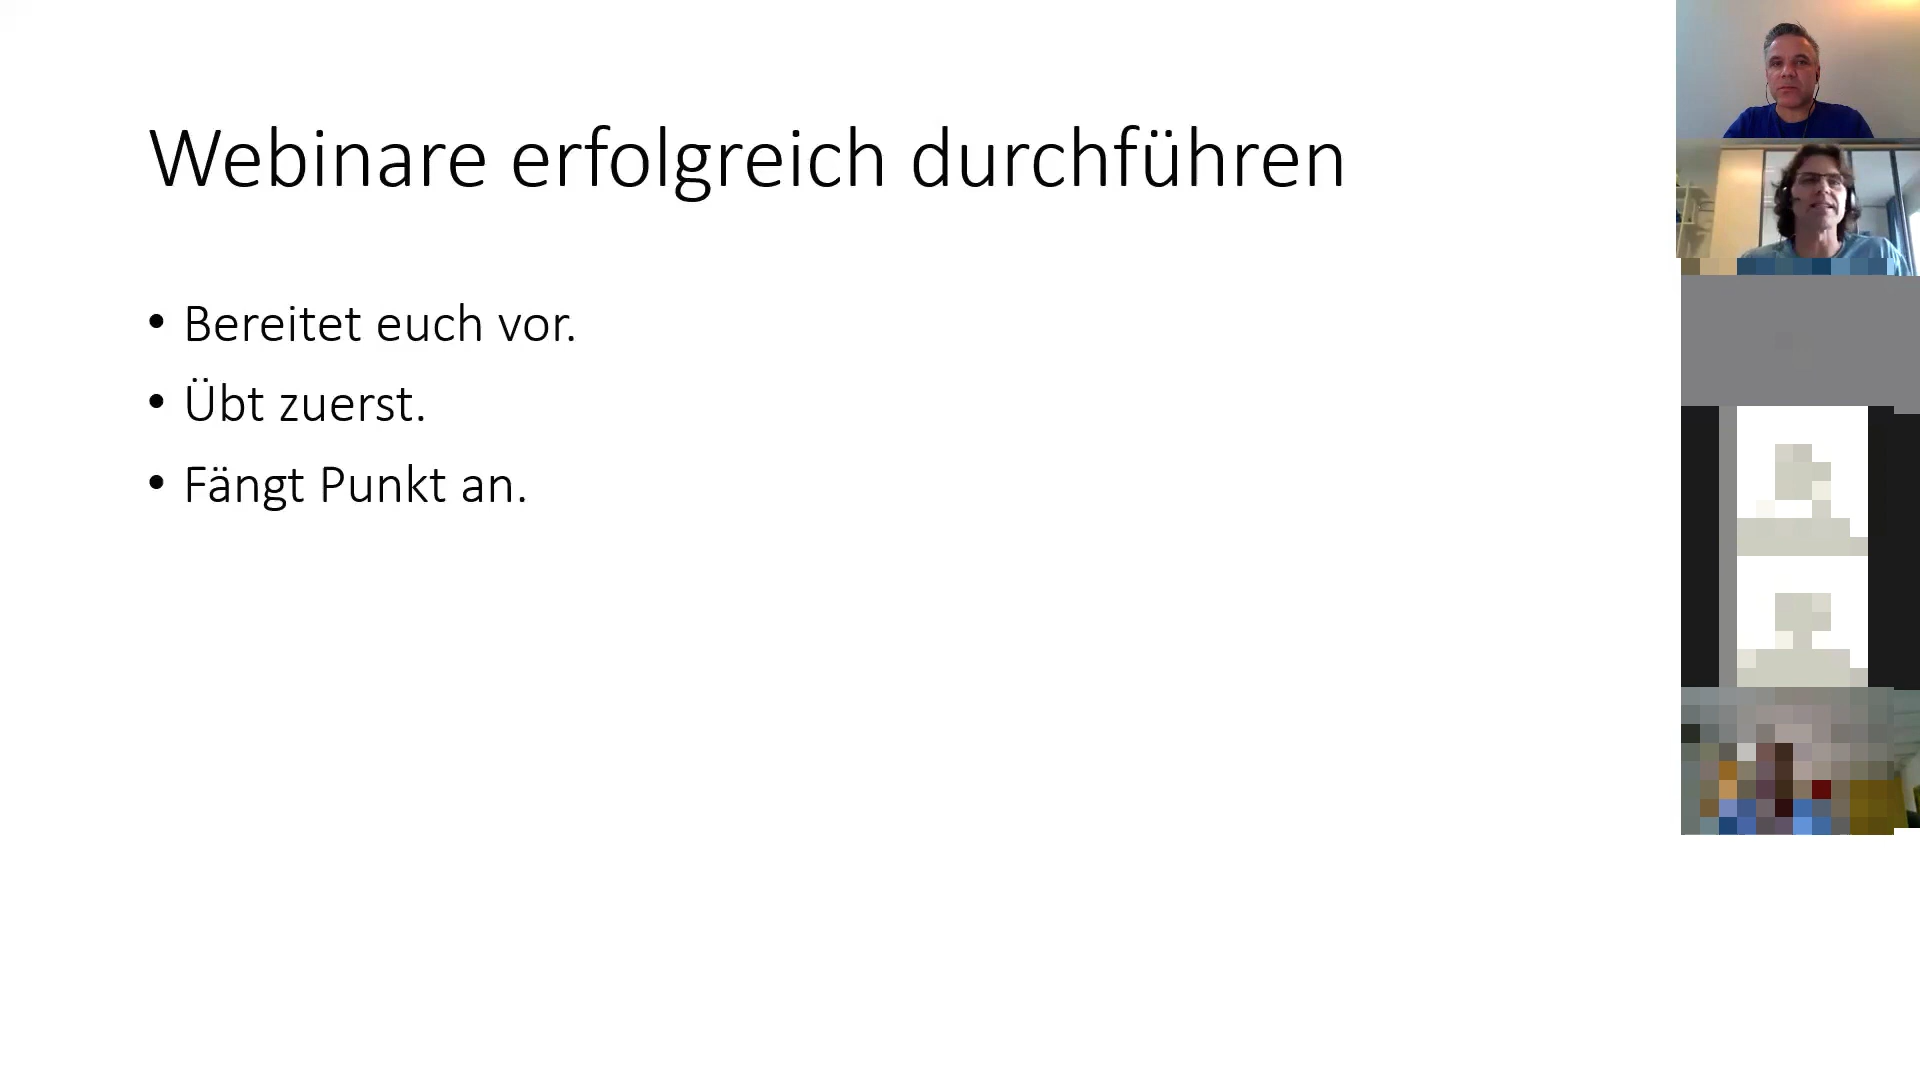 Webinare erfolgreich durchführen
• Bereitet euch vor.
• Übt zuerst.
• Fängt Punkt an.